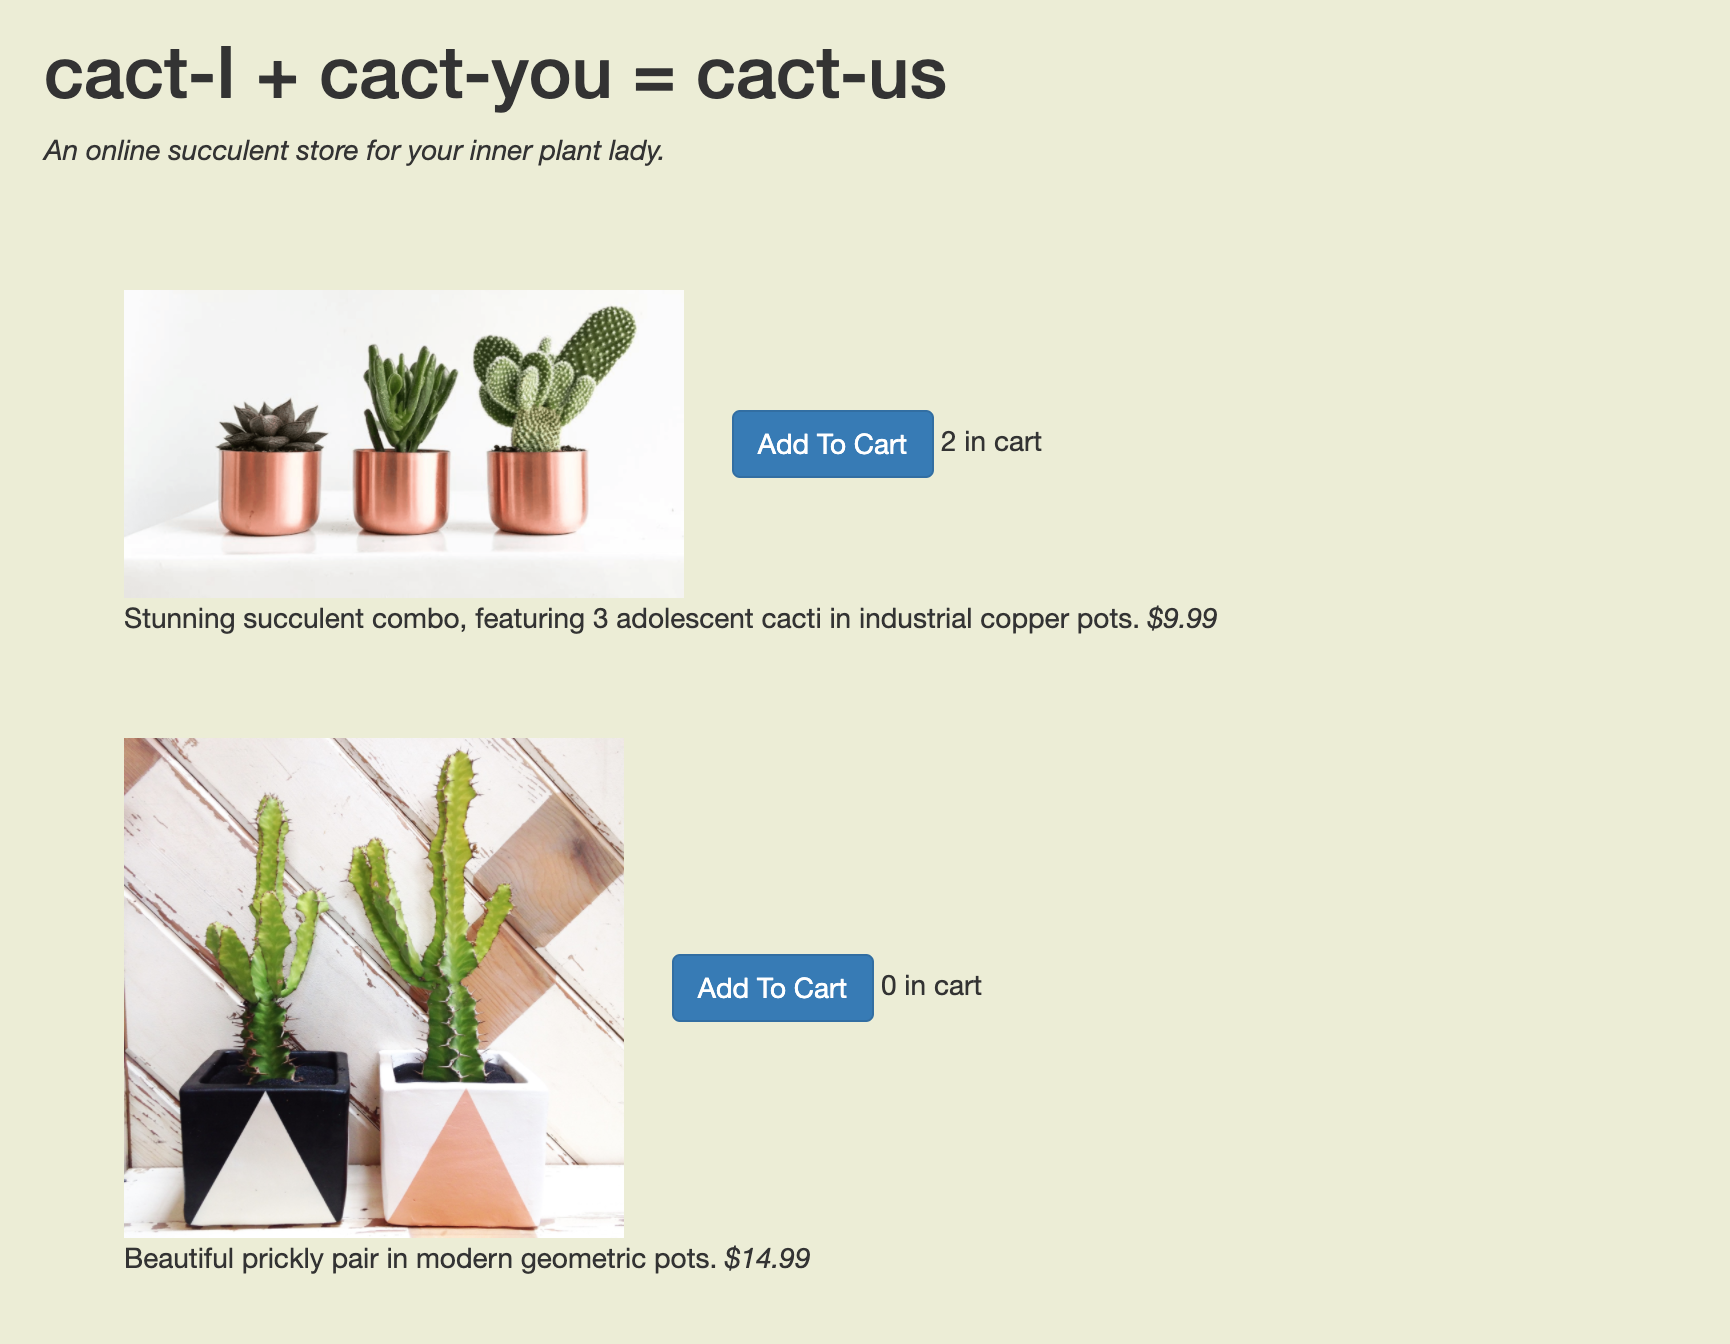 cact-I + cact-you = cact-us
An online succulent store for your inner plant lady.
Add To Cart 2 in cart
Stunning succulent combo, featuring 3 adolescent cacti in industrial copper pots. $9.99
Add To Cart 0 in cart
Beautiful prickly pair in modern geometric pots. $14.99